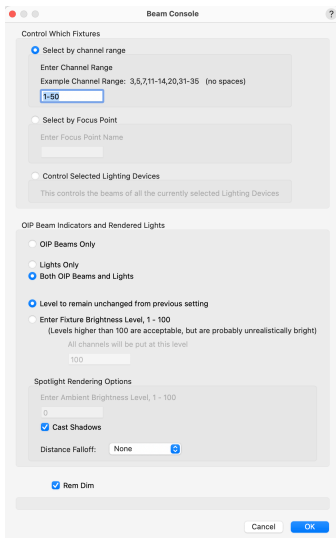 Beam Console
?
Control Which Fixtures
Select by channel range
Enter Channel Range
Example Channel Range: 3,5,7,11-14,20,31-35 (no spaces)
1-50
Select by Focus Point
Enter Focus Point Name
Control Selected Lighting Devices
This controls the beams of all the currently selected Lighting Devices
OIP Beam Indicators and Rendered Lights
OIP Beams Only
Lights Only
Both OIP Beams and Lights
Level to remain unchanged from previous setting
Enter Fixture Brightness Level, 1 - 100
(Levels higher than 100 are acceptable, but are probably unrealistically bright)
All channels will be put at this level
100
Spotlight Rendering Options
Enter Ambient Brightness Level, 1 - 100
0
Cast Shadows
Distance Falloff: None
Rem Dim
Cancel OK